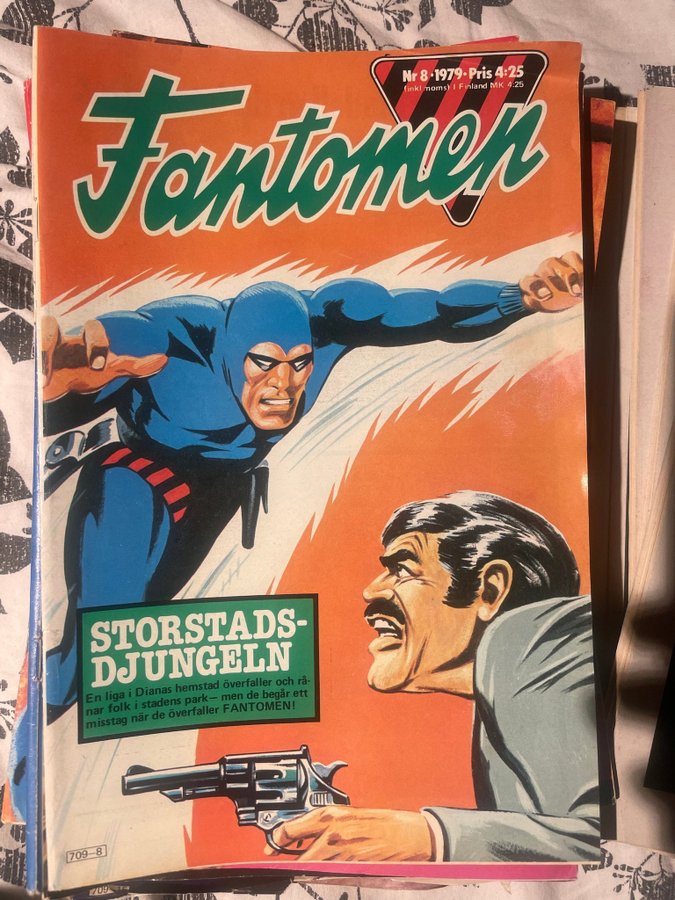 Nr 8 • 1979 • Pris 4:25
(inkl moms) I Finland MK 4:25
Fantomen
STORSTADS-
DJUNGELN
En liga i Dianas hemstad överfaller och rå-
nar folk i stadens park — men de begår ett
misstag när de överfaller FANTOMEN!
709—8
709